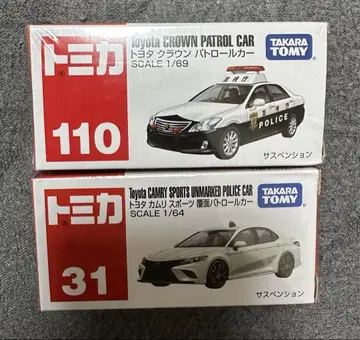 トミカ
110
Toyota CROWN PATROL CAR
トヨタ クラウン パトロールカー
SCALE 1/69
TAKARA TOMY
警視庁
POLICE
サスペンション
トミカ
31
Toyota CAMRY SPORTS UNMARKED POLICE CAR
トヨタ カムリ スポーツ 覆面パトロールカー
SCALE 1/64
TAKARA TOMY
サスペンション